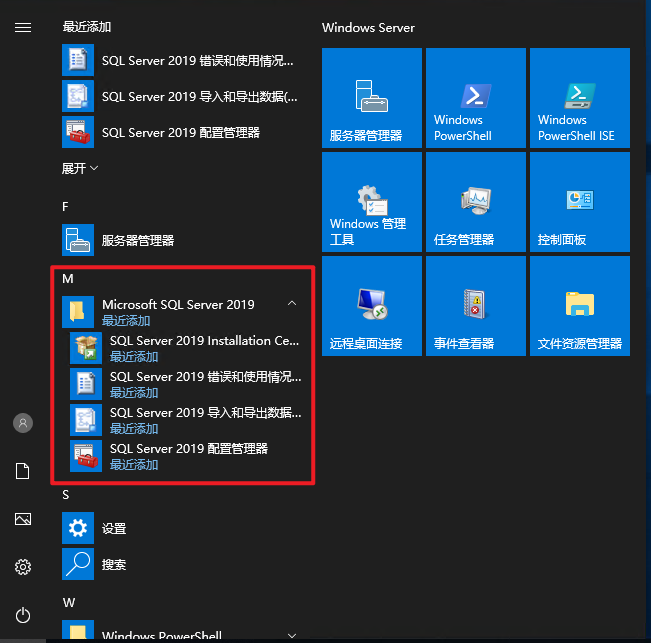 最近添加
SQL Server 2019 错误和使用情况...
SQL Server 2019 导入和导出数据(...
SQL Server 2019 配置管理器
展开
F
服务器管理器
M
Microsoft SQL Server 2019
最近添加
SQL Server 2019 Installation Ce...
最近添加
SQL Server 2019 错误和使用情况...
最近添加
SQL Server 2019 导入和导出数据...
最近添加
SQL Server 2019 配置管理器
最近添加
S
设置
搜索
W
Windows PowerShell
Windows Server
服务器管理器
Windows
PowerShell
Windows
PowerShell ISE
Windows 管理
工具
任务管理器
控制面板
远程桌面连接
事件查看器
文件资源管理器